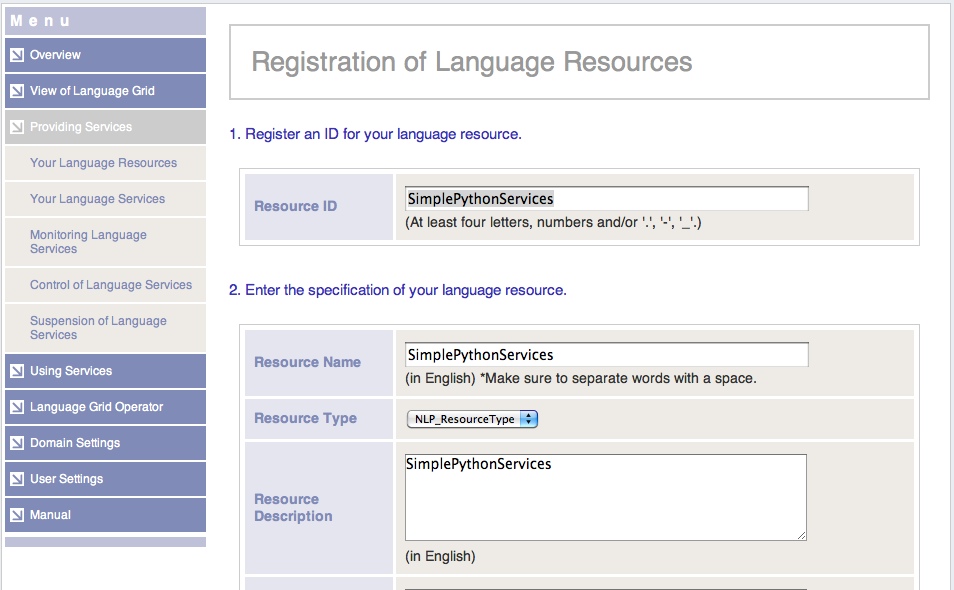 Menu
Overview
View of Language Grid
Providing Services
Your Language Resources
Your Language Services
Monitoring Language
Services
Control of Language Services
Suspension of Language
Services
Using Services
Language Grid Operator
Domain Settings
User Settings
Manual
Registration of Language Resources
1. Register an ID for your language resource.
Resource ID
SimplePythonServices
(At least four letters, numbers and/or '.', '-', '_'.)
2. Enter the specification of your language resource.
Resource Name
SimplePythonServices
(in English) *Make sure to separate words with a space.
Resource Type
NLP_ResourceType
Resource
Description
SimplePythonServices
(in English)